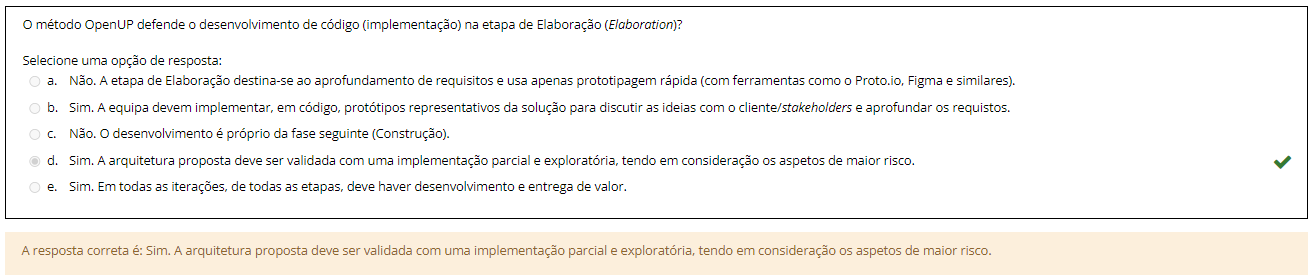 O método OpenUP defende o desenvolvimento de código (implementação) na etapa de Elaboração (Elaboration)?
Selecione uma opção de resposta:
a. Não. A etapa de Elaboração destina-se ao aprofundamento de requisitos e usa apenas prototipagem rápida (com ferramentas como o Proto.io, Figma e similares).
b. Sim. A equipa devem implementar, em código, protótipos representativos da solução para discutir as ideias com o cliente/stakeholders e aprofundar os requistos.
c. Não. O desenvolvimento é próprio da fase seguinte (Construção).
d. Sim. A arquitetura proposta deve ser validada com uma implementação parcial e exploratória, tendo em consideração os aspetos de maior risco.
e. Sim. Em todas as iterações, de todas as etapas, deve haver desenvolvimento e entrega de valor.
A resposta correta é: Sim. A arquitetura proposta deve ser validada com uma implementação parcial e exploratória, tendo em consideração os aspetos de maior risco.